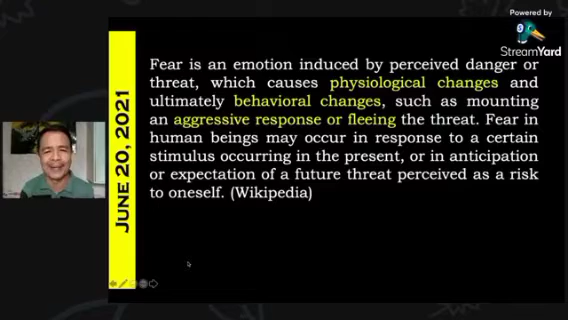 Powered by
StreamYard
JUNE 20, 2021
Fear is an emotion induced by perceived danger or
threat, which causes physiological changes and
ultimately behavioral changes, such as mounting
an aggressive response or fleeing the threat. Fear in
human beings may occur in response to a certain
stimulus occurring in the present, or in anticipation
or expectation of a future threat perceived as a risk
to oneself. (Wikipedia)